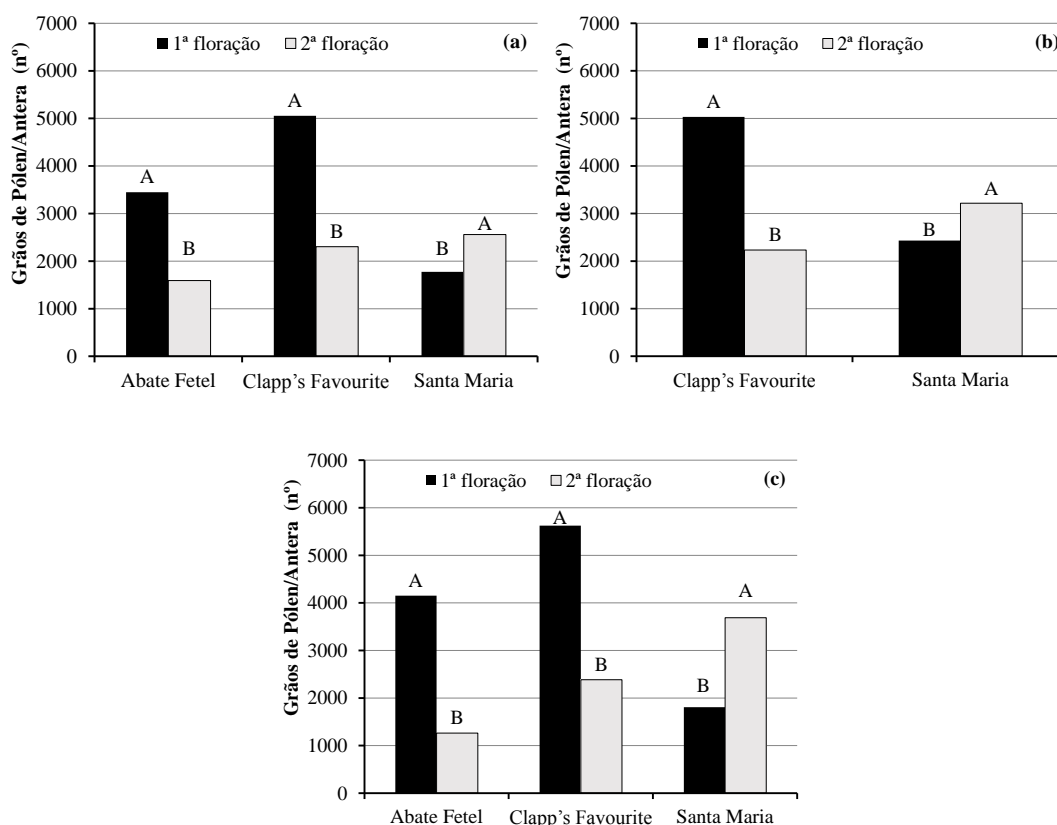 Grãos de Pólen/Antera (nº)
7000
6000
5000
4000
3000
2000
1000
0
1ª floração 2ª floração (a)
A
B
A
B
B
A
Abate Fetel Clapp's Favourite Santa Maria
Grãos de Pólen/Antera (nº)
7000
6000
5000
4000
3000
2000
1000
0
1ª floração 2ª floração (b)
A
B
B
A
Clapp's Favourite Santa Maria
Grãos de Pólen/Antera (nº)
7000
6000
5000
4000
3000
2000
1000
0
1ª floração 2ª floração (c)
A
B
A
B
B
A
Abate Fetel Clapp's Favourite Santa Maria